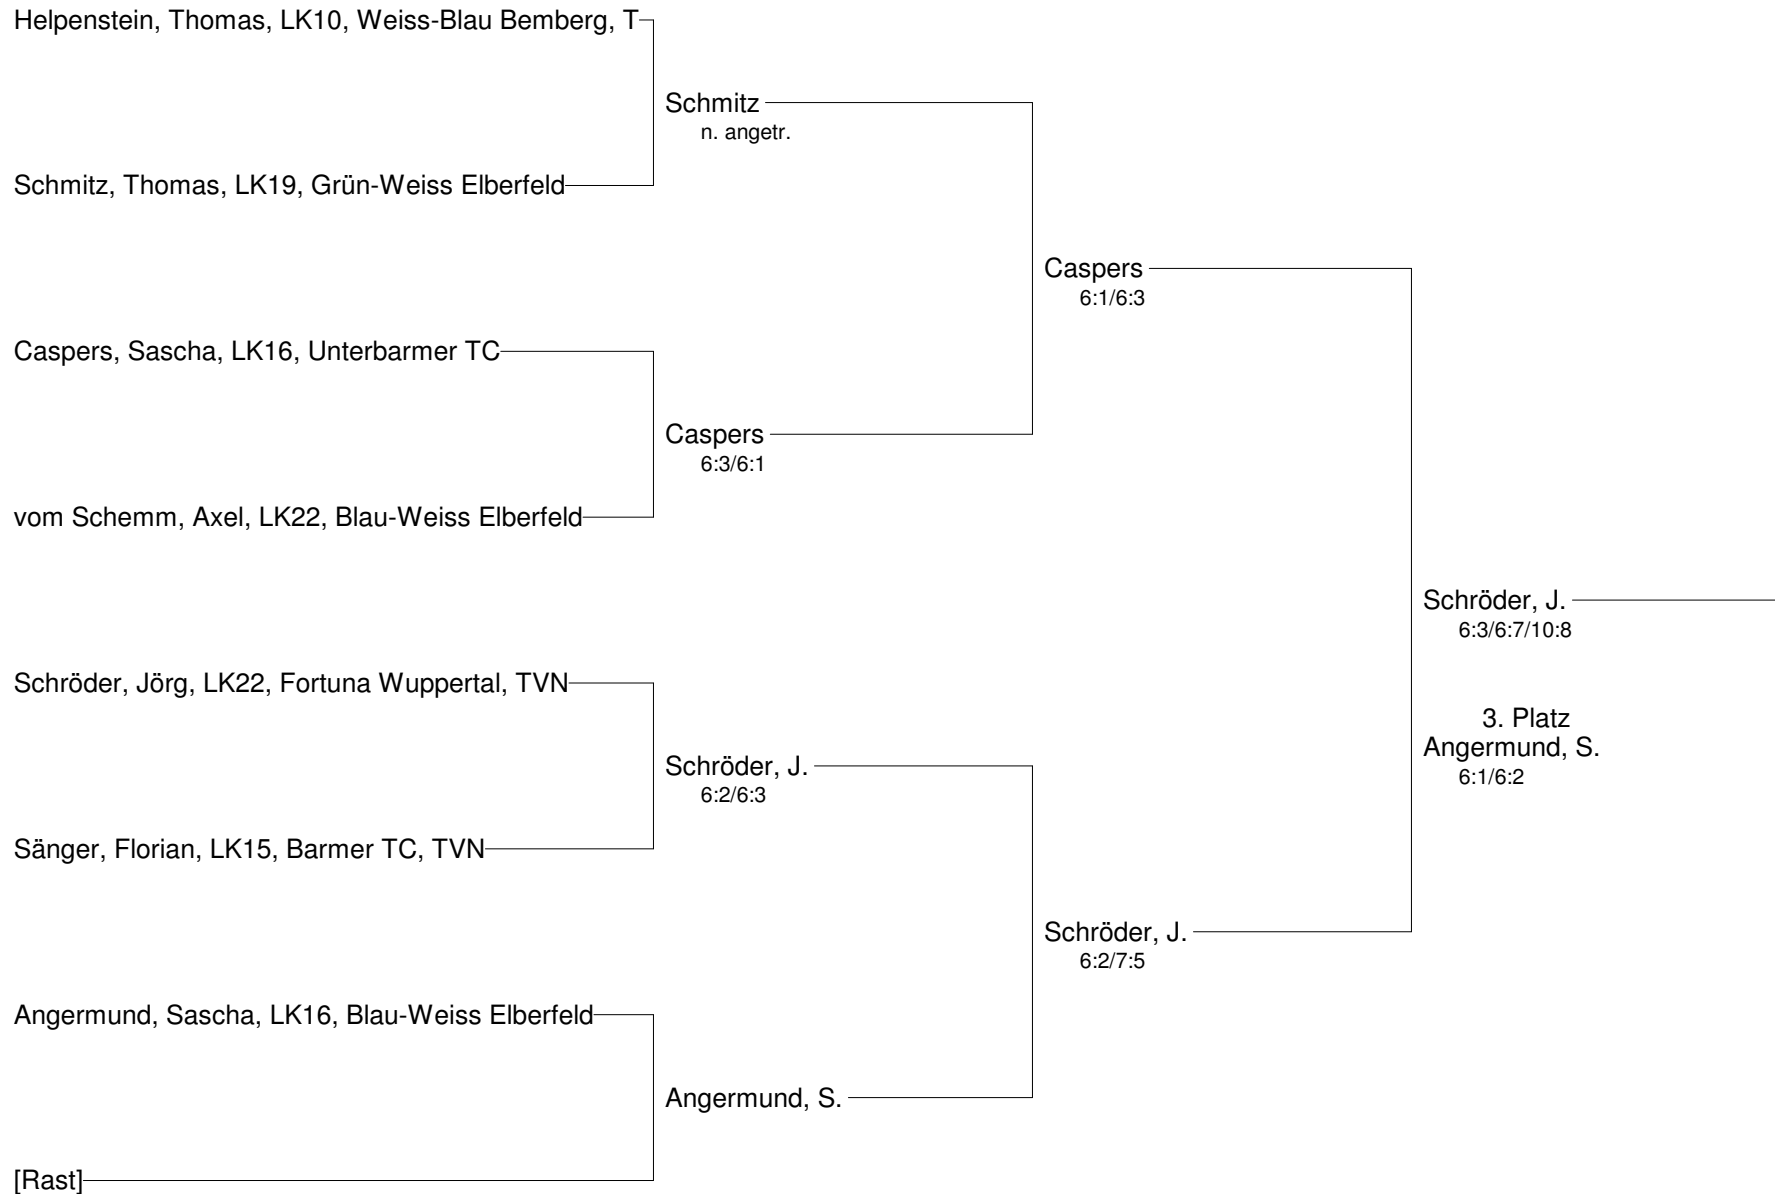 Helpenstein, Thomas, LK10, Weiss-Blau Bemberg, T
Schmitz
n. angetr.
Schmitz, Thomas, LK19, Grün-Weiss Elberfeld
Caspers
6:1/6:3
Caspers, Sascha, LK16, Unterbarmer TC
Caspers
6:3/6:1
vom Schemm, Axel, LK22, Blau-Weiss Elberfeld
Schröder, J.
6:3/6:7/10:8
Schröder, Jörg, LK22, Fortuna Wuppertal, TVN
3. Platz
Angermund, S.
6:1/6:2
Schröder, J.
6:2/6:3
Sänger, Florian, LK15, Barmer TC, TVN
Schröder, J.
6:2/7:5
Angermund, Sascha, LK16, Blau-Weiss Elberfeld
Angermund, S.
[Rast]